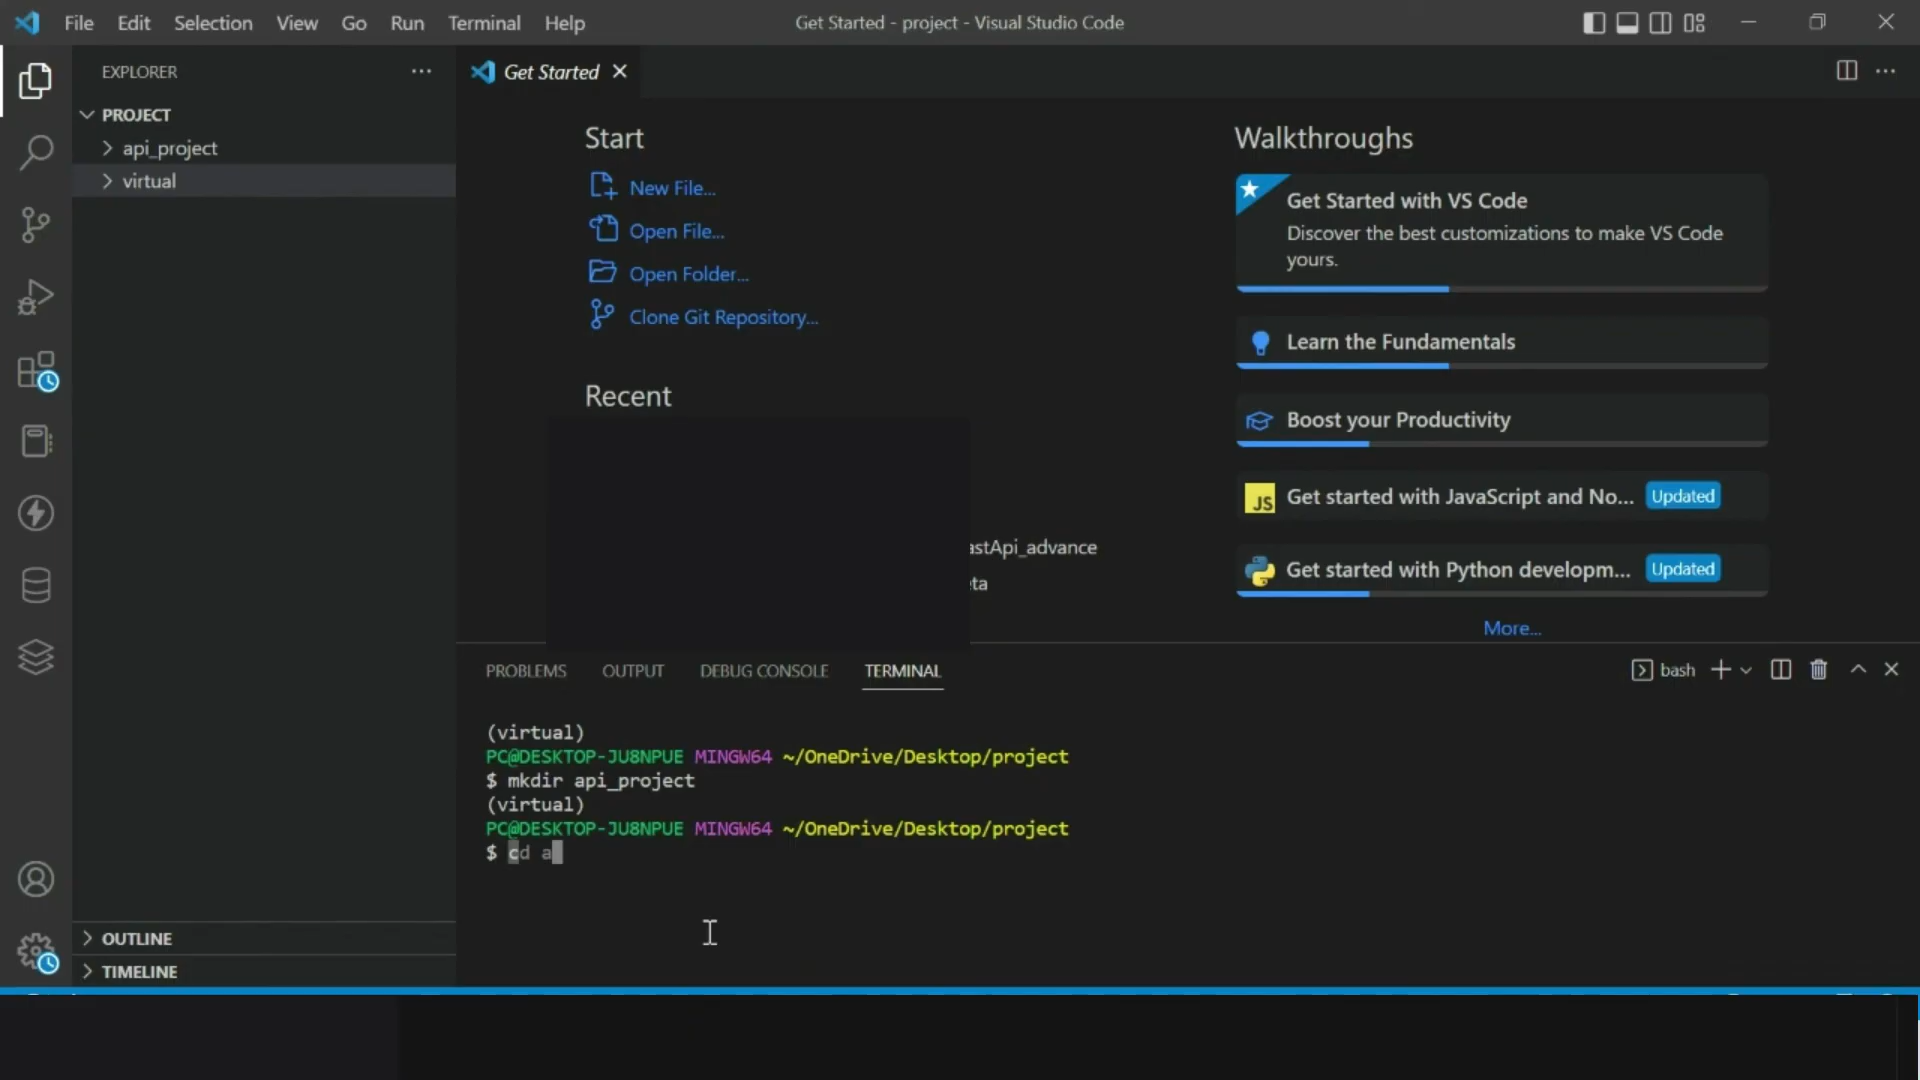 File Edit Selection View Go Run Terminal Help
Get Started - project - Visual Studio Code
EXPLORER
PROJECT
api_project
virtual
OUTLINE
TIMELINE
Get Started
Start
New File...
Open File...
Open Folder...
Clone Git Repository...
Recent
astApi_advance
ta
Walkthroughs
Get Started with VS Code
Discover the best customizations to make VS Code
yours.
Learn the Fundamentals
Boost your Productivity
JS Get started with JavaScript and No... Updated
Get started with Python developm... Updated
More...
PROBLEMS OUTPUT DEBUG CONSOLE TERMINAL
bash
(virtual)
PC@DESKTOP-JU8NPUE MINGW64 ~/OneDrive/Desktop/project
$ mkdir api_project
(virtual)
PC@DESKTOP-JU8NPUE MINGW64 ~/OneDrive/Desktop/project
$ cd a